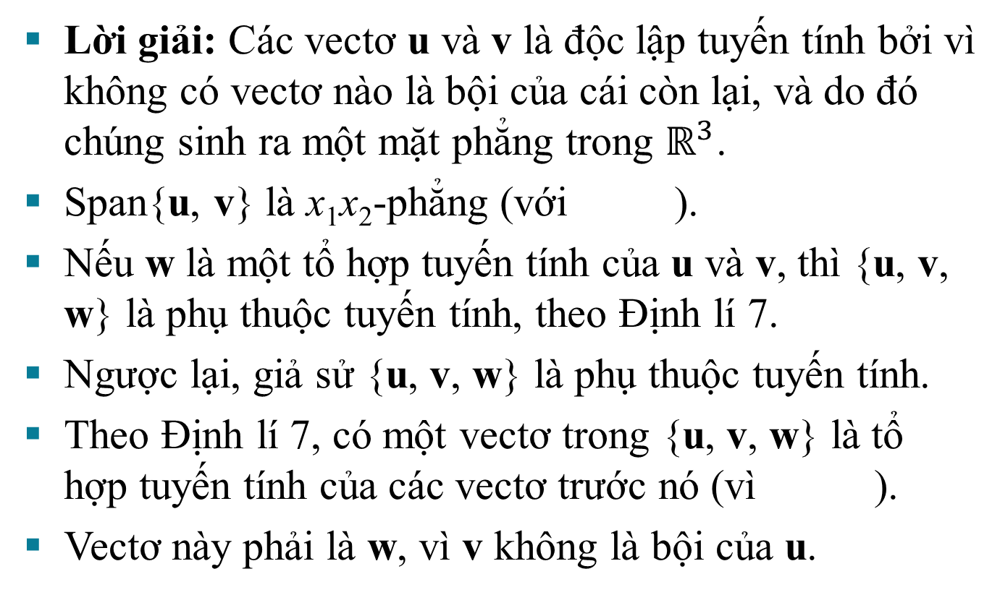 ▪ Lời giải: Các vectơ u và v là độc lập tuyến tính bởi vì
không có vectơ nào là bội của cái còn lại, và do đó
chúng sinh ra một mặt phẳng trong ℝ³.
▪ Span{u, v} là x₁x₂-phẳng (với ).
▪ Nếu w là một tổ hợp tuyến tính của u và v, thì {u, v,
w} là phụ thuộc tuyến tính, theo Định lí 7.
▪ Ngược lại, giả sử {u, v, w} là phụ thuộc tuyến tính.
▪ Theo Định lí 7, có một vectơ trong {u, v, w} là tổ
hợp tuyến tính của các vectơ trước nó (vì ).
▪ Vectơ này phải là w, vì v không là bội của u.